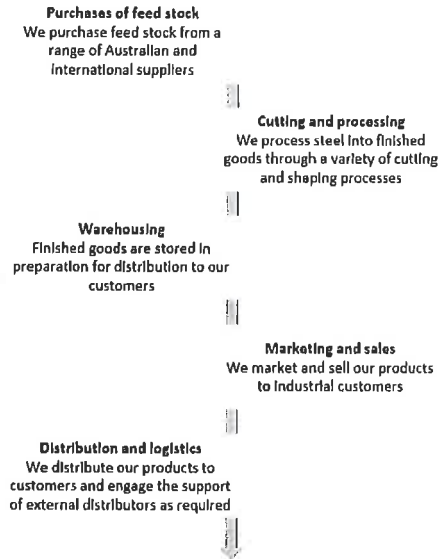 Purchases of feed stock
We purchase feed stock from a
range of Australian and
international suppliers
Cutting and processing
We process steel into finished
goods through a variety of cutting
and shaping processes
Warehousing
Finished goods are stored in
preparation for distribution to our
customers
Marketing and sales
We market and sell our products
to industrial customers
Distribution and logistics
We distribute our products to
customers and engage the support
of external distributors as required